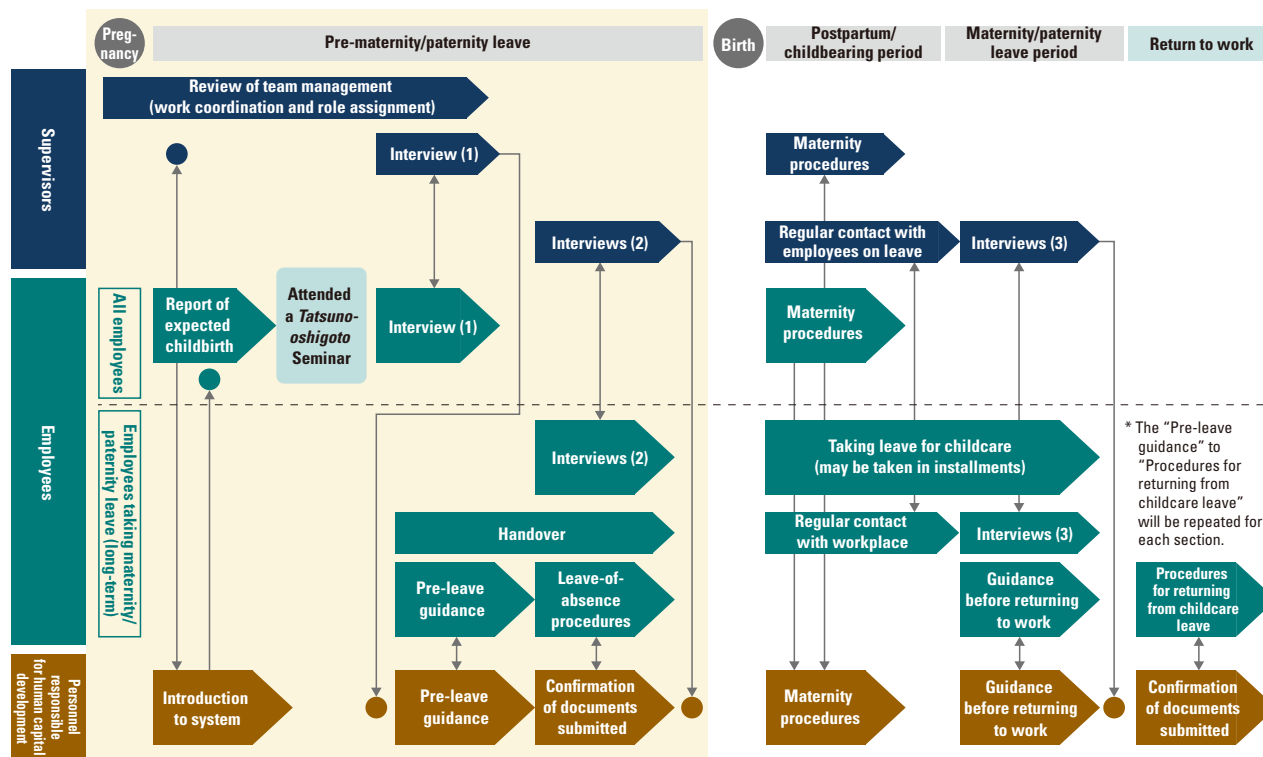 Preg-
nancy
Pre-maternity/paternity leave
Birth
Postpartum/
childbearing period
Maternity/paternity
leave period
Return to work
Supervisors
Review of team management
(work coordination and role assignment)
Interview (1)
Maternity
procedures
Interviews (2)
Regular contact with
employees on leave
Interviews (3)
Employees
All employees
Report of
expected
childbirth
Attended
a Tatsuno-
oshigoto
Seminar
Interview (1)
Maternity
procedures
Employees taking maternity/
paternity leave (long-term)
Interviews (2)
Taking leave for childcare
(may be taken in installments)
* The “Pre-leave
guidance” to
“Procedures for
returning from
childcare leave”
will be repeated for
each section.
Handover
Regular contact
with workplace
Interviews (3)
Pre-leave
guidance
Leave-of-
absence
procedures
Guidance
before returning
to work
Procedures
for returning
from childcare
leave
Personnel
responsible
for human capital
development
Introduction
to system
Pre-leave
guidance
Confirmation
of documents
submitted
Maternity
procedures
Guidance
before returning
to work
Confirmation
of documents
submitted